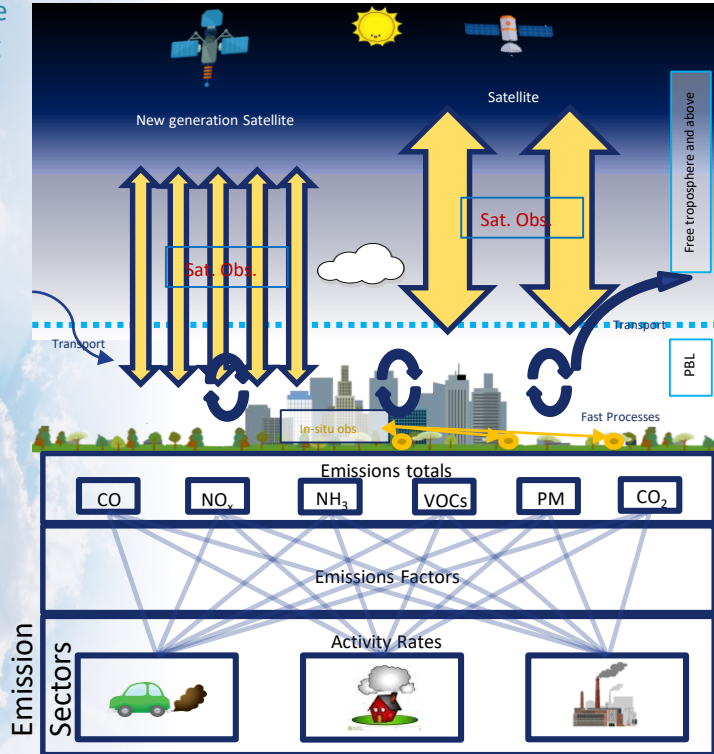 e
New generation Satellite
Satellite
Free troposphere and above
Sat. Obs.
Sat. Obs.
Transport
Transport
PBL
Fast Processes
In-situ obs
Emissions totals
CO
NOx
NH3
VOCs
PM
CO2
Emissions Factors
Activity Rates
Emission
Sectors